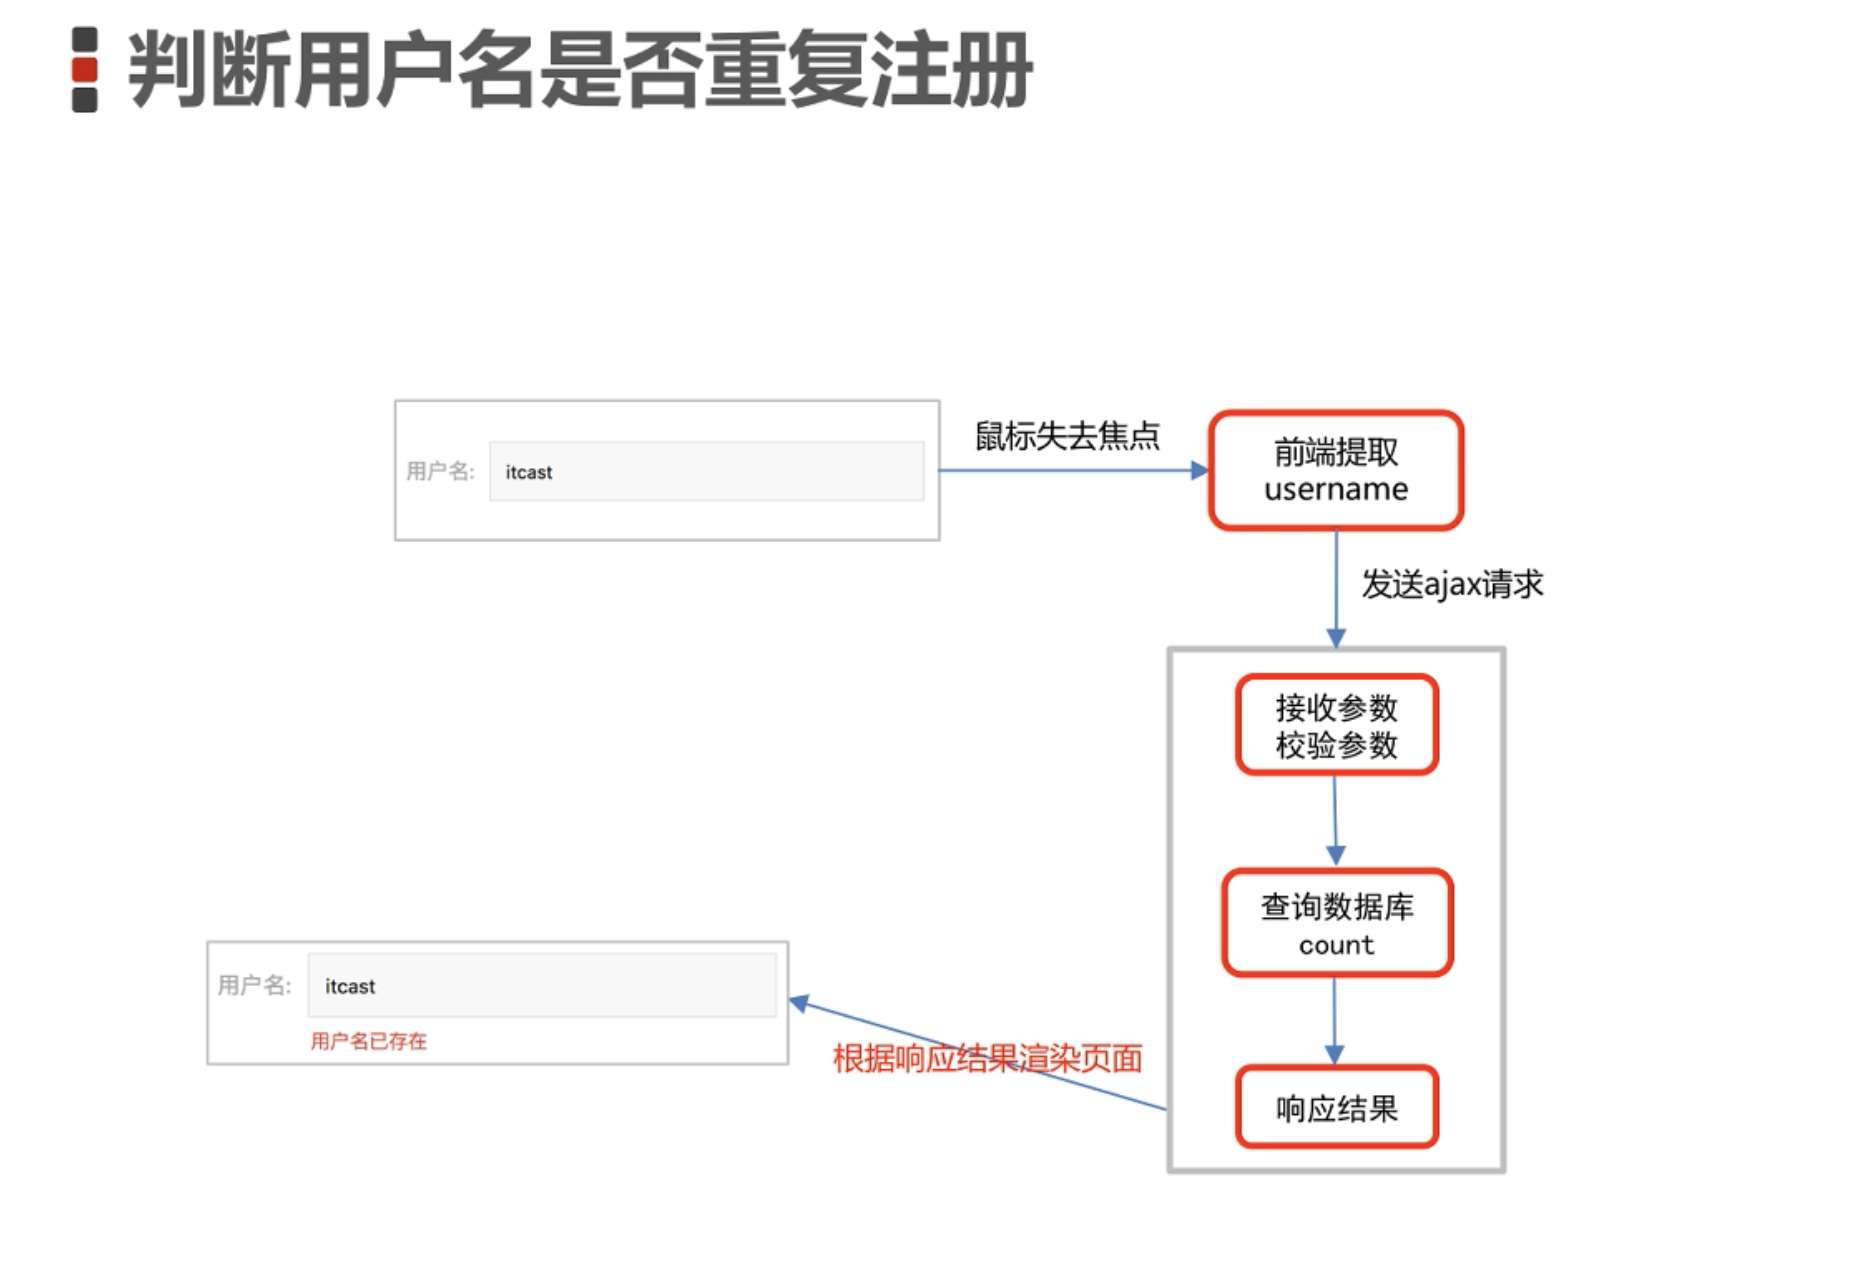 判断用户名是否重复注册
用户名:
itcast
鼠标失去焦点
前端提取
username
发送ajax请求
接收参数
校验参数
查询数据库
count
响应结果
根据响应结果渲染页面
用户名:
itcast
用户名已存在